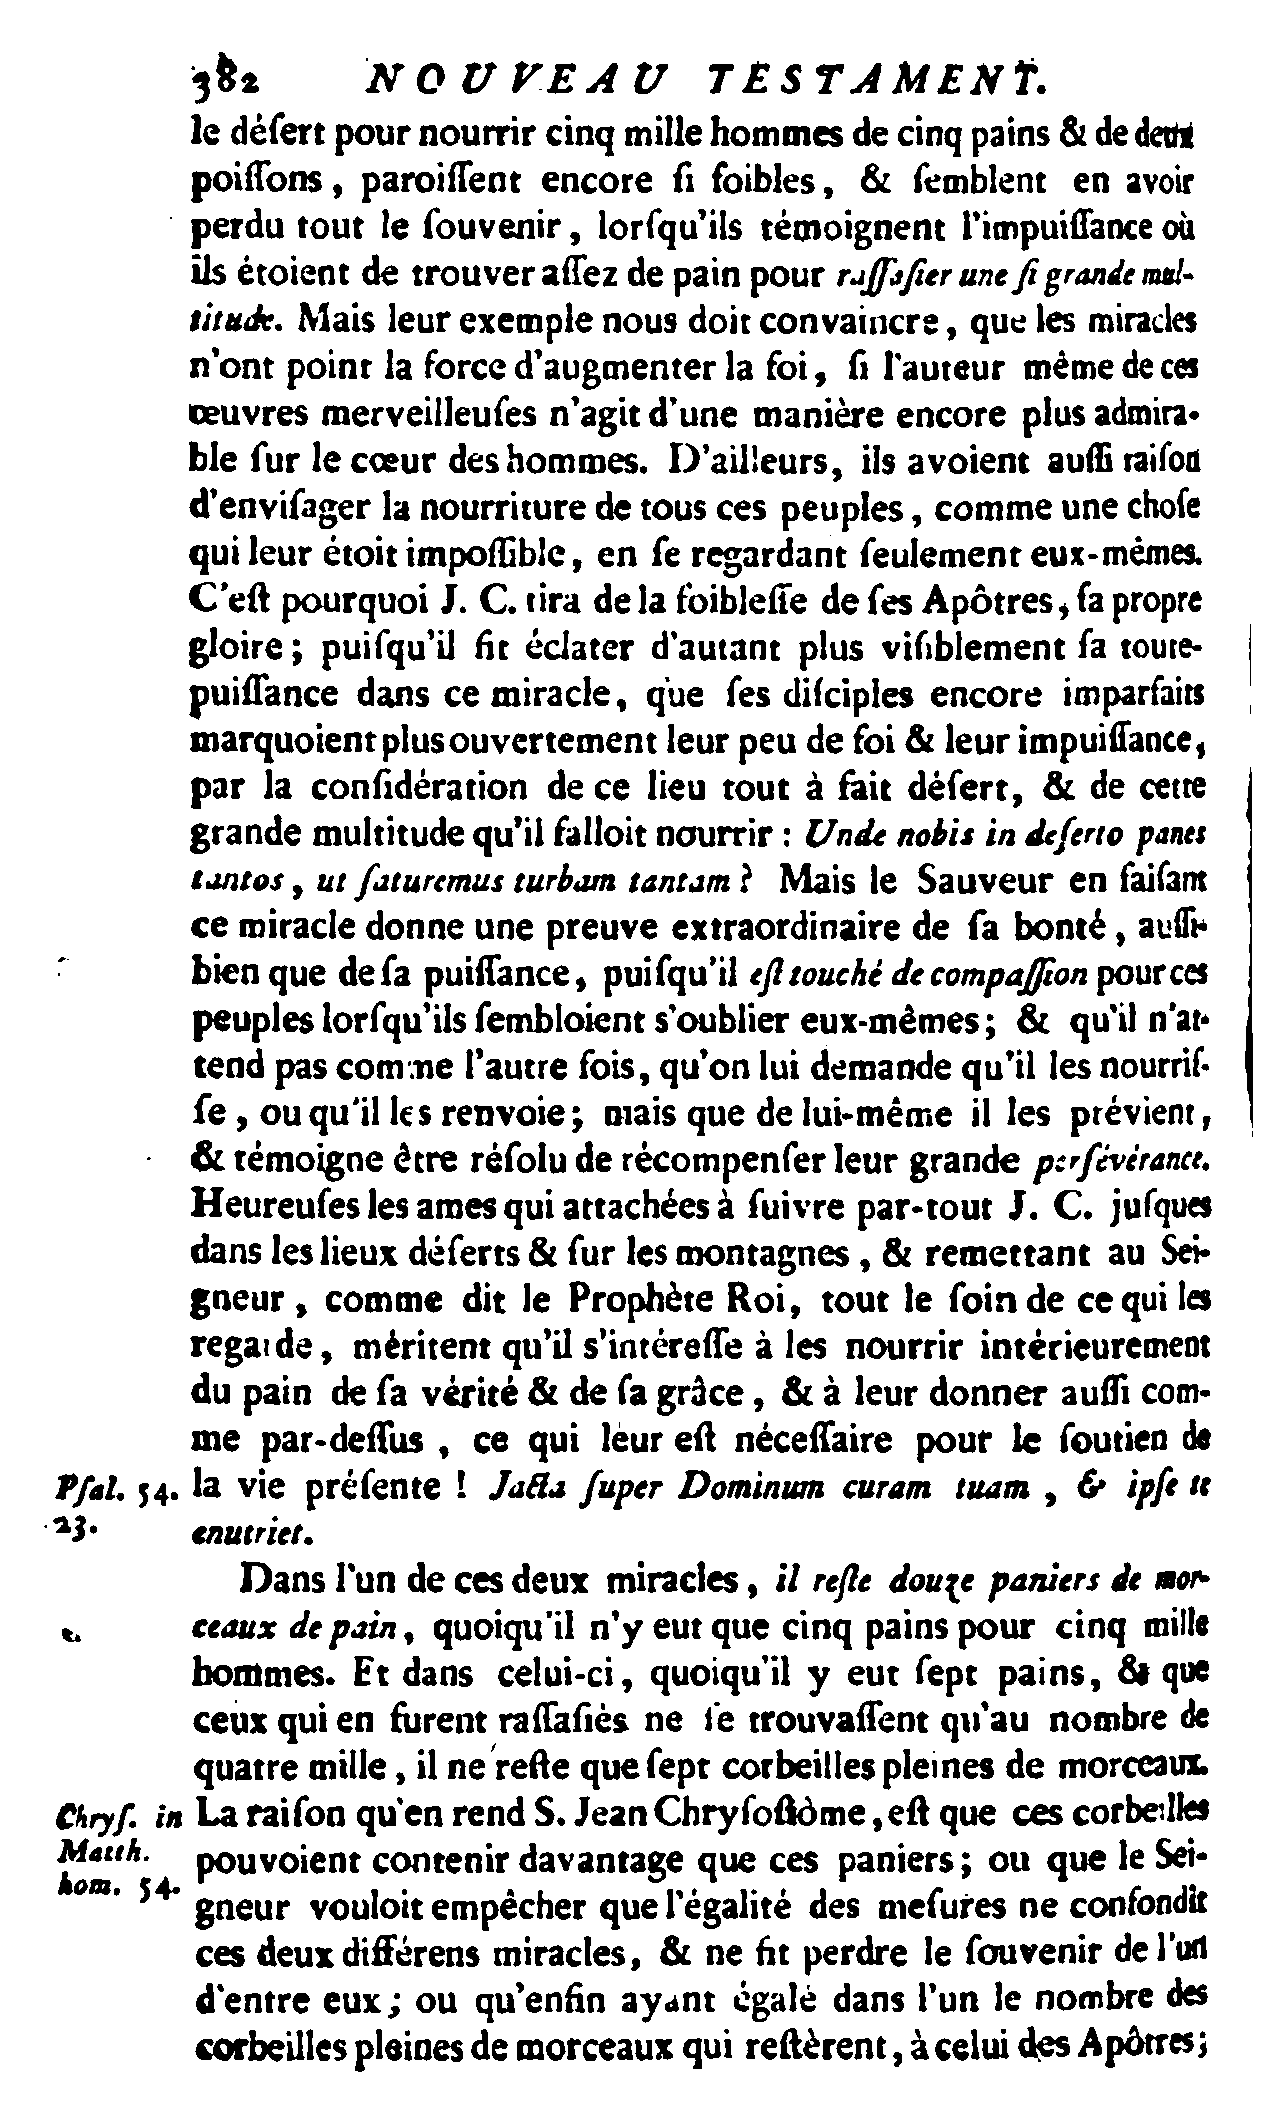 382 NOUVEAU TESTAMENT.
le déſert pour nourrir cinq mille hommes de cinq pains & de deux
poiſſons, paroiſſent encore ſi foibles, & ſemblent en avoir
perdu tout le ſouvenir, lorſqu'ils témoignent l'impuiſſance où
ils étoient de trouver aſſez de pain pour raſſaſier une ſi grande mul-
titude. Mais leur exemple nous doit convaincre, que les miracles
n'ont point la force d'augmenter la foi, ſi l'auteur même de ces
œuvres merveilleuſes n'agit d'une manière encore plus admira-
ble ſur le cœur des hommes. D'ailleurs, ils avoient auſſi raiſon
d'enviſager la nourriture de tous ces peuples, comme une choſe
qui leur étoit impoſſible, en ſe regardant ſeulement eux-mêmes.
C'eſt pourquoi J. C. tira de la foibleſſe de ſes Apôtres, ſa propre
gloire; puiſqu'il fit éclater d'autant plus viſiblement ſa toute-
puiſſance dans ce miracle, que ſes diſciples encore imparfaits
marquoient plus ouvertement leur peu de foi & leur impuiſſance,
par la conſidération de ce lieu tout à fait déſert, & de cette
grande multitude qu'il falloit nourrir : Unde nobis in deſerto panes
tantos, ut ſaturemus turbam tantam? Mais le Sauveur en faiſant
ce miracle donne une preuve extraordinaire de ſa bonté, auſſi-
bien que de ſa puiſſance, puiſqu'il eſt touché de compaſſion pour ces
peuples lorſqu'ils ſembloient s'oublier eux-mêmes; & qu'il n'at-
tend pas comme l'autre fois, qu'on lui demande qu'il les nourriſ-
ſe, ou qu'il les renvoie; mais que de lui-même il les prévient,
& témoigne être réſolu de récompenſer leur grande perſévérance.
Heureuſes les ames qui attachées à ſuivre par-tout J. C. juſques
dans les lieux déſerts & ſur les montagnes, & remettant au Sei-
gneur, comme dit le Prophète Roi, tout le ſoin de ce qui les
regarde, méritent qu'il s'intéreſſe à les nourrir intérieurement
du pain de ſa vérité & de ſa grâce, & à leur donner auſſi com-
me par-deſſus, ce qui leur eſt néceſſaire pour le ſoutien de
Pſal. 54. la vie préſente ! Jacta ſuper Dominum curam tuam, & ipſe te
23. enutriet.
Dans l'un de ces deux miracles, il reſte douze paniers de mor-
ceaux de pain, quoiqu'il n'y eut que cinq pains pour cinq mille
hommes. Et dans celui-ci, quoiqu'il y eut ſept pains, & que
ceux qui en furent raſſaſiés ne ſe trouvaſſent qu'au nombre de
quatre mille, il ne reſte que ſept corbeilles pleines de morceaux.
Chryſ. in La raiſon qu'en rend S. Jean Chryſoſtòme, eſt que ces corbeilles
Matth. pouvoient contenir davantage que ces paniers; ou que le Sei-
hom. 54. gneur vouloit empêcher que l'égalité des meſures ne confondît
ces deux différens miracles, & ne fit perdre le ſouvenir de l'un
d'entre eux; ou qu'enfin ayant égalé dans l'un le nombre des
corbeilles pleines de morceaux qui reſtèrent, à celui des Apôtres;